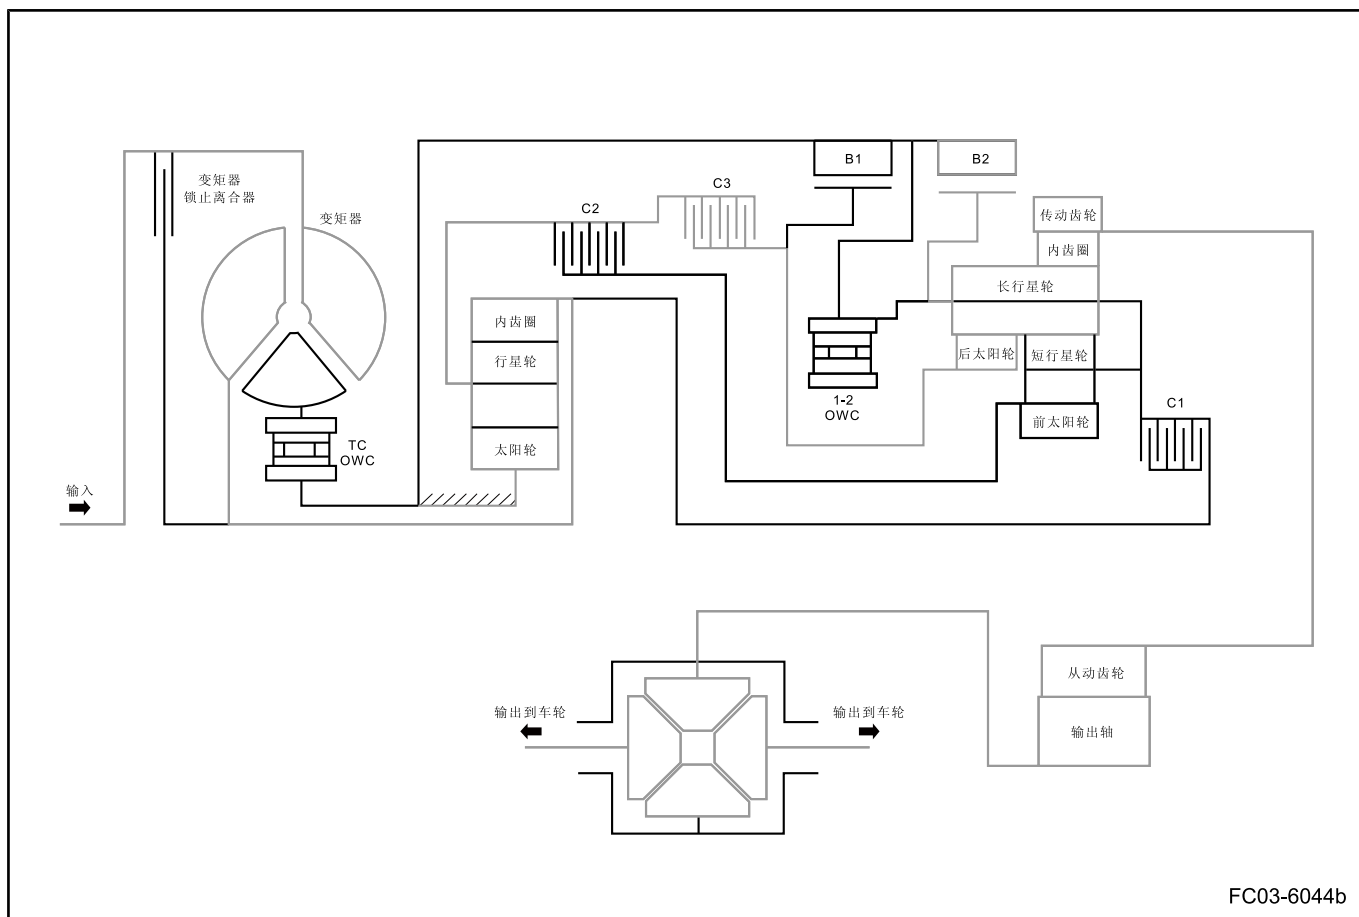 B1
B2
变矩器
锁止离合器
C3
变矩器
C2
传动齿轮
内齿圈
长行星轮
内齿圈
行星轮
后太阳轮
短行星轮
1-2
OWC
C1
前太阳轮
太阳轮
TC
OWC
输入
从动齿轮
输出到车轮
输出到车轮
输出轴
FC03-6044b